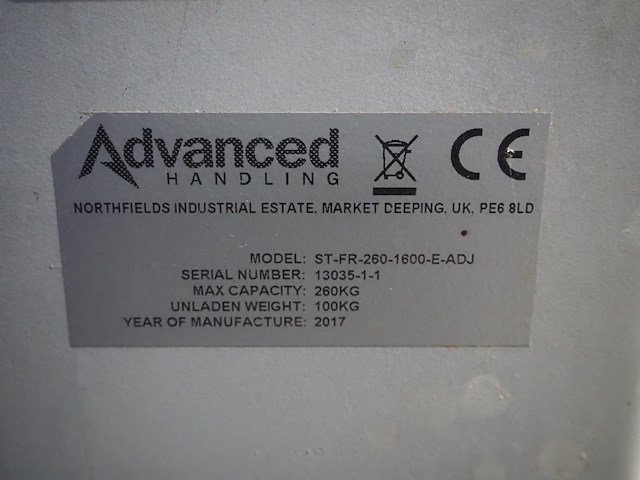 Advanced
HANDLING
CE
NORTHFIELDS INDUSTRIAL ESTATE, MARKET DEEPING, UK, PE6 8LD
MODEL: ST-FR-260-1600-E-ADJ
SERIAL NUMBER: 13035-1-1
MAX CAPACITY: 260KG
UNLADEN WEIGHT: 100KG
YEAR OF MANUFACTURE: 2017